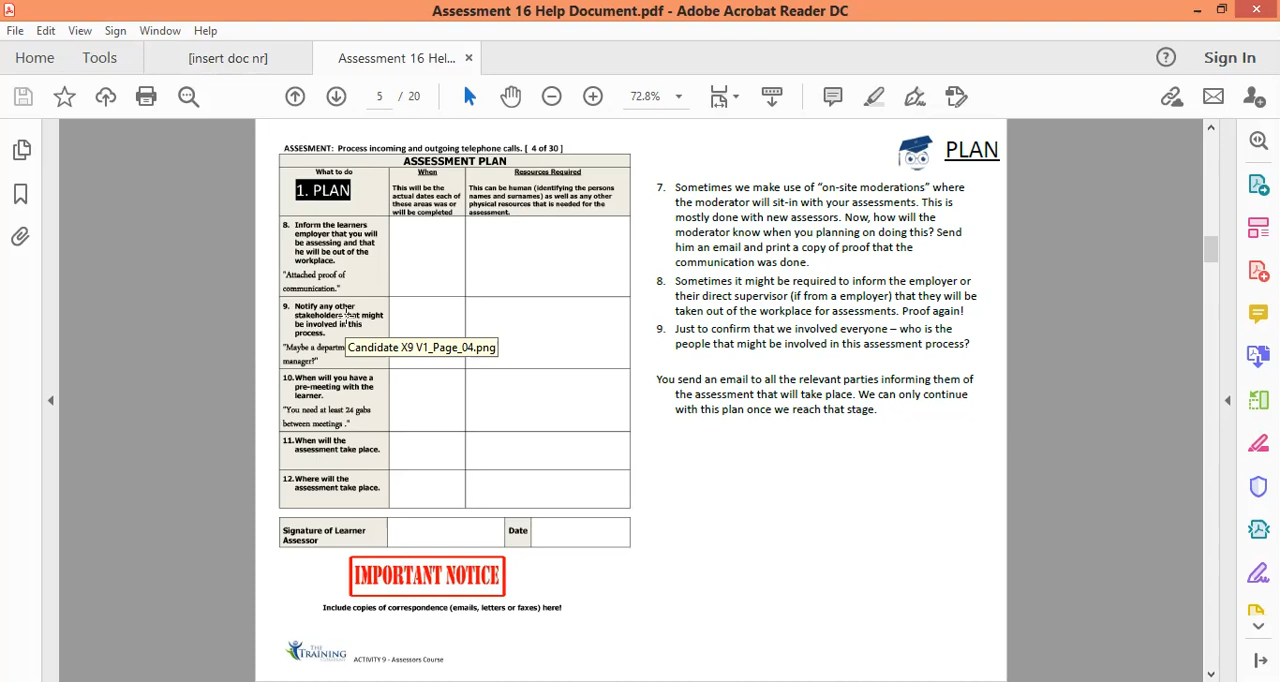 Assessment 16 Help Document.pdf - Adobe Acrobat Reader DC
File Edit View Sign Window Help
Home Tools [insert doc nr] Assessment 16 Hel... × Sign In
5 / 20 72.8%
ASSESMENT: Process incoming and outgoing telephone calls. [ 4 of 30 ]
ASSESSMENT PLAN
What to do When Resources Required
1. PLAN
This will be the
actual dates each of
these areas was or
will be completed
This can be human (identifying the persons
names and surnames) as well as any other
physical resources that is needed for the
assessment.
8. Inform the learners
employer that you will
be assessing and that
he will be out of the
workplace.
"Attached proof of
communication."
9. Notify any other
stakeholders that might
be involved in this
process.
"Maybe a departm
manager?"
Candidate X9 V1_Page_04.png
10. When will you have a
pre-meeting with the
learner.
"You need at least 24 gabs
between meetings ."
11. When will the
assessment take place.
12. Where will the
assessment take place.
Signature of Learner
Assessor
Date
IMPORTANT NOTICE
Include copies of correspondence (emails, letters or faxes) here!
THE
TRAINING
ACTIVITY 9 - Assessors Course
PLAN
7. Sometimes we make use of “on-site moderations” where
the moderator will sit-in with your assessments. This is
mostly done with new assessors. Now, how will the
moderator know when you planning on doing this? Send
him an email and print a copy of proof that the
communication was done.
8. Sometimes it might be required to inform the employer or
their direct supervisor (if from a employer) that they will be
taken out of the workplace for assessments. Proof again!
9. Just to confirm that we involved everyone – who is the
people that might be involved in this assessment process?
You send an email to all the relevant parties informing them of
the assessment that will take place. We can only continue
with this plan once we reach that stage.